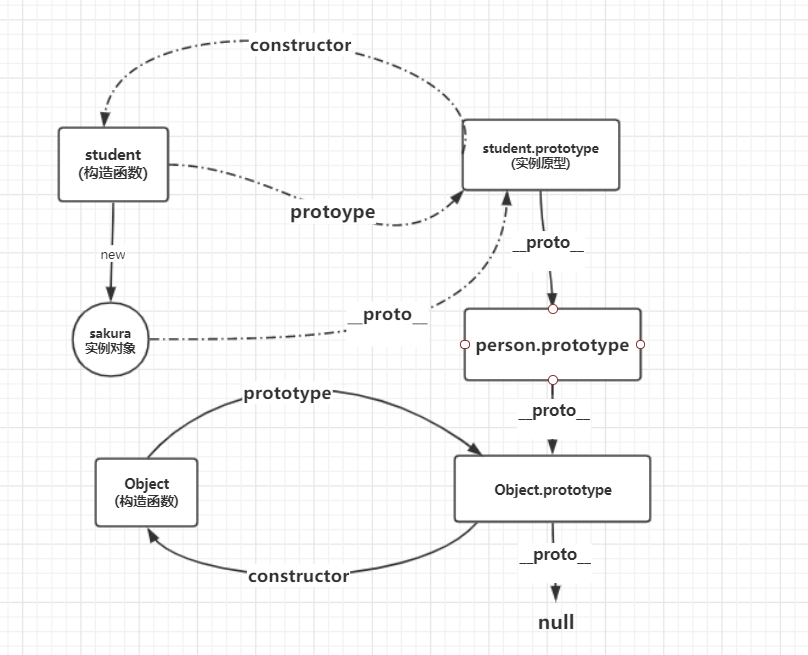 constructor
student
(构造函数)
student.prototype
(实例原型)
protoype
new
__proto__
__proto__
sakura
实例对象
person.prototype
prototype
__proto__
Object
(构造函数)
Object.prototype
__proto__
constructor
null